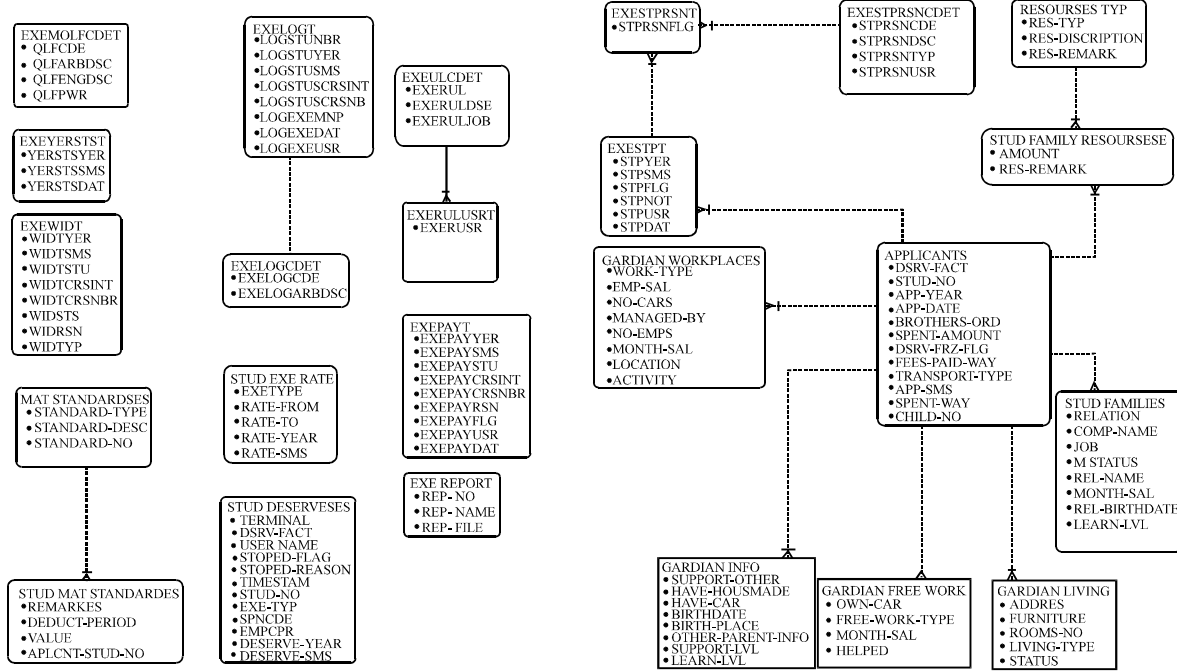 EXEMOLFCDET
• QLFCDE
• QLFARBDSC
• QLFENGDSC
• QLFPWR
EXEYERSTST
• YERSTSYER
• YERSTSSMS
• YERSTSDAT
EXEWIDT
• WIDTYER
• WIDTSMS
• WIDTSTU
• WIDTCRSINT
• WIDTCRSNBR
• WIDSTS
• WIDRSN
• WIDTYP
MAT STANDARDSES
• STANDARD-TYPE
• STANDARD-DESC
• STANDARD-NO
STUD MAT STANDARDES
• REMARKES
• DEDUCT-PERIOD
• VALUE
• APLCNT-STUD-NO
EXELOGT
• LOGSTUNBR
• LOGSTUYER
• LOGSTUSMS
• LOGSTUSCRSINT
• LOGSTUSCRSNB
• LOGEXEMNP
• LOGEXEDAT
• LOGEXEUSR
EXELOGCDET
• EXELOGCDE
• EXELOGARBDSC
STUD EXE RATE
• EXETYPE
• RATE-FROM
• RATE-TO
• RATE-YEAR
• RATE-SMS
STUD DESERVESES
• TERMINAL
• DSRV-FACT
• USER NAME
• STOPED-FLAG
• STOPED-REASON
• TIMESTAM
• STUD-NO
• EXE-TYP
• SPNCDE
• EMPCPR
• DESERVE-YEAR
• DESERVE-SMS
EXEULCDET
• EXERUL
• EXERULDSE
• EXERULJOB
EXERULUSRT
• EXERUSR
EXEPAYT
• EXEPAYYER
• EXEPAYSMS
• EXEPAYSTU
• EXEPAYCRSINT
• EXEPAYCRSNBR
• EXEPAYRSN
• EXEPAYFLG
• EXEPAYUSR
• EXEPAYDAT
EXE REPORT
• REP- NO
• REP- NAME
• REP- FILE
EXESTPRSNT
• STPRSNFLG
EXESTPRSNCDET
• STPRSNCDE
• STPRSNDSC
• STPRSNTYP
• STPRSNUSR
RESOURSES TYP
• RES-TYP
• RES-DISCRIPTION
• RES-REMARK
STUD FAMILY RESOURSESE
• AMOUNT
• RES-REMARK
EXESTPT
• STPYER
• STPSMS
• STPFLG
• STPNOT
• STPUSR
• STPDAT
GARDIAN WORKPLACES
• WORK-TYPE
• EMP-SAL
• NO-CARS
• MANAGED-BY
• NO-EMPS
• MONTH-SAL
• LOCATION
• ACTIVITY
APPLICANTS
• DSRV-FACT
• STUD-NO
• APP-YEAR
• APP-DATE
• BROTHERS-ORD
• SPENT-AMOUNT
• DSRV-FRZ-FLG
• FEES-PAID-WAY
• TRANSPORT-TYPE
• APP-SMS
• SPENT-WAY
• CHILD-NO
STUD FAMILIES
• RELATION
• COMP-NAME
• JOB
• M STATUS
• REL-NAME
• MONTH-SAL
• REL-BIRTHDATE
• LEARN-LVL
GARDIAN INFO
• SUPPORT-OTHER
• HAVE-HOUSMADE
• HAVE-CAR
• BIRTHDATE
• BIRTH-PLACE
• OTHER-PARENT-INFO
• SUPPORT-LVL
• LEARN-LVL
GARDIAN FREE WORK
• OWN-CAR
• FREE-WORK-TYPE
• MONTH-SAL
• HELPED
GARDIAN LIVING
• ADDRES
• FURNITURE
• ROOMS-NO
• LIVING-TYPE
• STATUS